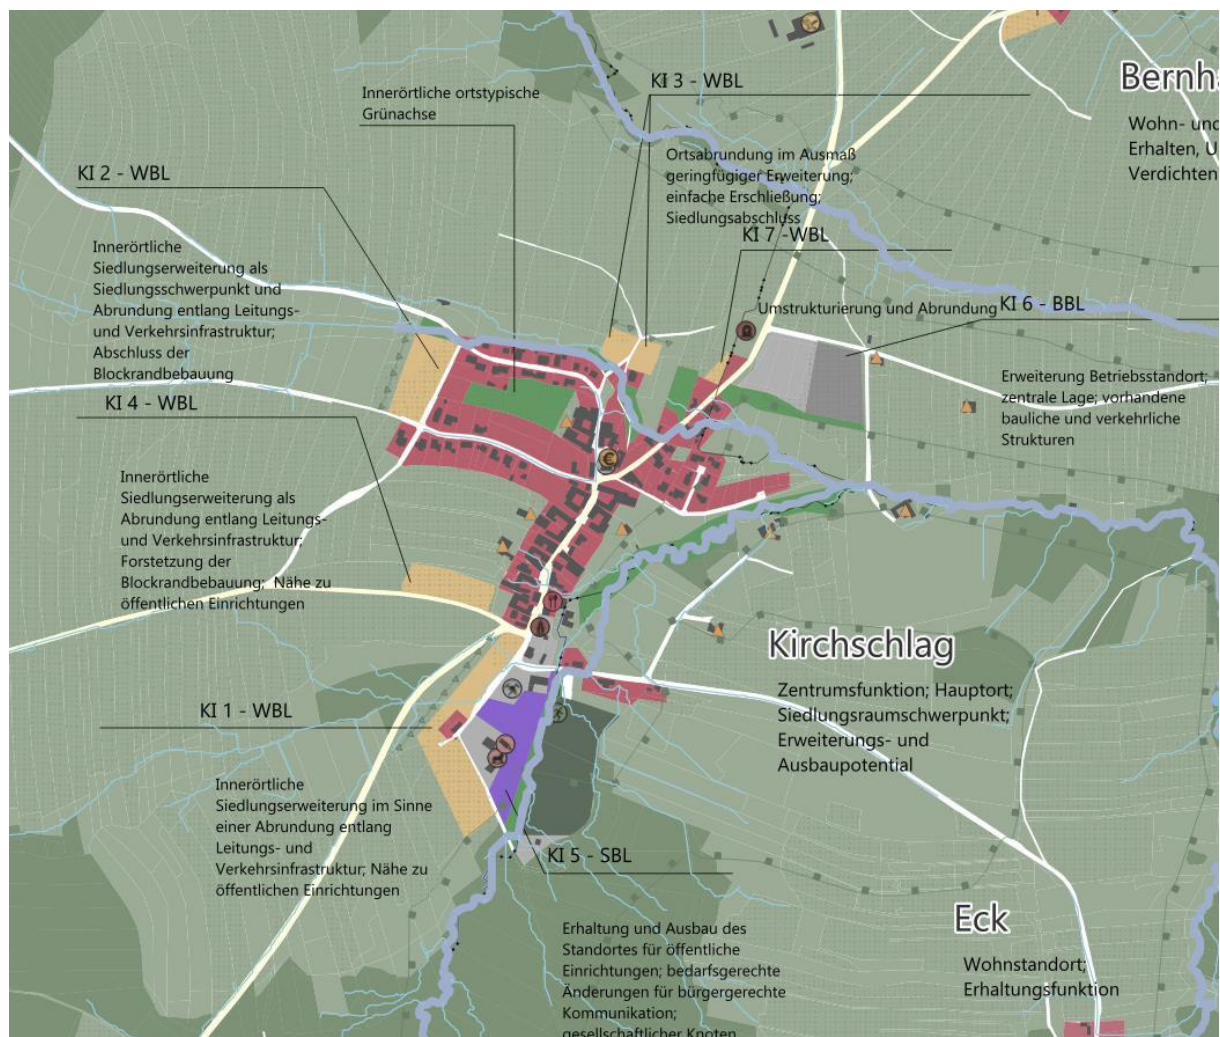 Bernha
Wohn- und
Erhalten, U
Verdichten
KI 3 - WBL
Innerörtliche ortstypische
Grünachse
Ortsabrundung im Ausmaß
geringfügiger Erweiterung;
einfache Erschließung;
Siedlungsabschluss
KI 2 - WBL
Innerörtliche
Siedlungserweiterung als
Siedlungsschwerpunkt und
Abrundung entlang Leitungs-
und Verkehrsinfrastruktur;
Abschluss der
Blockrandbebauung
KI 7 -WBL
Umstrukturierung und Abrundung
KI 6 - BBL
Erweiterung Betriebsstandort;
zentrale Lage; vorhandene
bauliche und verkehrliche
Strukturen
KI 4 - WBL
Innerörtliche
Siedlungserweiterung als
Abrundung entlang Leitungs-
und Verkehrsinfrastruktur;
Forstetzung der
Blockrandbebauung; Nähe zu
öffentlichen Einrichtungen
€
Kirchschlag
Zentrumsfunktion; Hauptort;
Siedlungsraumschwerpunkt;
Erweiterungs- und
Ausbaupotential
KI 1 - WBL
Innerörtliche
Siedlungserweiterung im Sinne
einer Abrundung entlang
Leitungs- und
Verkehrsinfrastruktur; Nähe zu
öffentlichen Einrichtungen
KI 5 - SBL
Erhaltung und Ausbau des
Standortes für öffentliche
Einrichtungen; bedarfsgerechte
Änderungen für bürgergerechte
Kommunikation;
gesellschaftlicher Knoten
Eck
Wohnstandort;
Erhaltungsfunktion